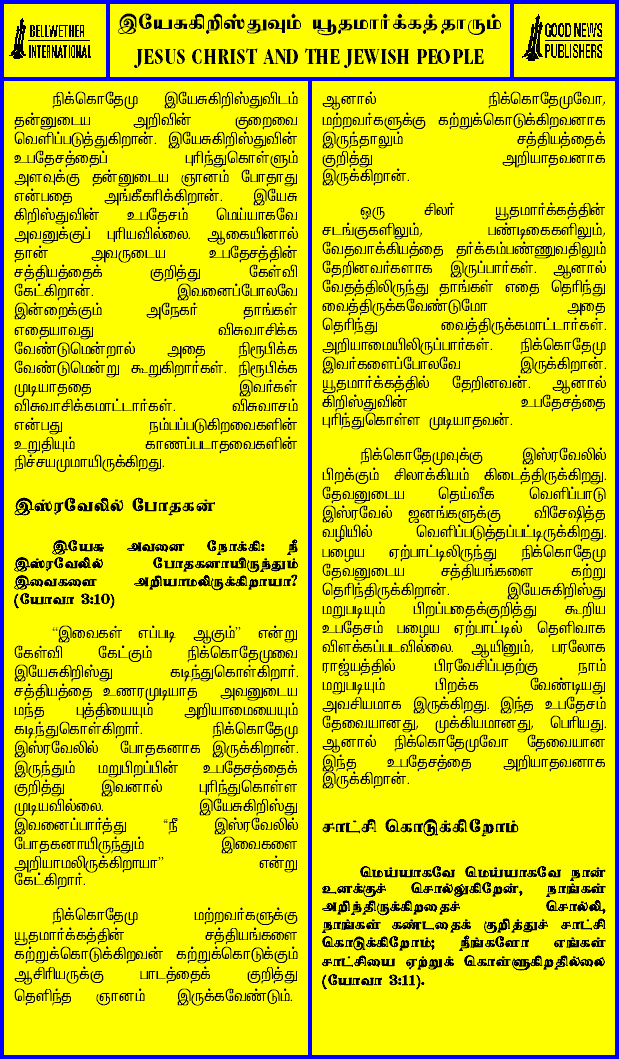 BELLWETHER
INTERNATIONAL
இயேசுகிறிஸ்துவும் யூதமார்க்கத்தாரும்
JESUS CHRIST AND THE JEWISH PEOPLE
GOOD NEWS
PUBLISHERS
நிக்கொதேமு இயேசுகிறிஸ்துவிடம்
தன்னுடைய அறிவின் குறைவை
வெளிப்படுத்துகிறான். இயேசுகிறிஸ்துவின்
உபதேசத்தைப் புரிந்துகொள்ளும்
அளவுக்கு தன்னுடைய ஞானம் போதாது
என்பதை அங்கீகரிக்கிறான். இயேசு
கிறிஸ்துவின் உபதேசம் மெய்யாகவே
அவனுக்குப் புரியவில்லை. ஆகையினால்
தான் அவருடைய உபதேசத்தின்
சத்தியத்தைக் குறித்து கேள்வி
கேட்கிறான். இவனைப்போலவே
இன்றைக்கும் அநேகர் தாங்கள்
எதையாவது விசுவாசிக்க
வேண்டுமென்றால் அதை நிரூபிக்க
வேண்டுமென்று கூறுகிறார்கள். நிரூபிக்க
முடியாததை இவர்கள்
விசுவாசிக்கமாட்டார்கள். விசுவாசம்
என்பது நம்பப்படுகிறவைகளின்
உறுதியும் காணப்படாதவைகளின்
நிச்சயமுமாயிருக்கிறது.
இஸ்ரவேலில் போதகன்
இயேசு அவனை நோக்கி: நீ
இஸ்ரவேலில் போதகனாயிருந்தும்
இவைகளை அறியாமலிருக்கிறாயா?
(யோவா 3:10)
“இவைகள் எப்படி ஆகும்” என்று
கேள்வி கேட்கும் நிக்கொதேமுவை
இயேசுகிறிஸ்து கடிந்துகொள்கிறார்.
சத்தியத்தை உணரமுடியாத அவனுடைய
மந்த புத்தியையும் அறியாமையையும்
கடிந்துகொள்கிறார். நிக்கொதேமு
இஸ்ரவேலில் போதகனாக இருக்கிறான்.
இருந்தும் மறுபிறப்பின் உபதேசத்தைக்
குறித்து இவனால் புரிந்துகொள்ள
முடியவில்லை. இயேசுகிறிஸ்து
இவனைப்பார்த்து “நீ இஸ்ரவேலில்
போதகனாயிருந்தும் இவைகளை
அறியாமலிருக்கிறாயா” என்று
கேட்கிறார்.
நிக்கொதேமு மற்றவர்களுக்கு
யூதமார்க்கத்தின் சத்தியங்களை
கற்றுக்கொடுக்கிறவன் கற்றுக்கொடுக்கும்
ஆசிரியருக்கு பாடத்தைக் குறித்து
தெளிந்த ஞானம் இருக்கவேண்டும்.
ஆனால் நிக்கொதேமுவோ,
மற்றவர்களுக்கு கற்றுக்கொடுக்கிறவனாக
இருந்தாலும் சத்தியத்தைக்
குறித்து அறியாதவனாக
இருக்கிறான்.
ஒரு சிலர் யூதமார்க்கத்தின்
சடங்குகளிலும், பண்டிகைகளிலும்,
வேதவாக்கியத்தை தர்க்கம்பண்ணுவதிலும்
தேறினவர்களாக இருப்பார்கள். ஆனால்
வேதத்திலிருந்து தாங்கள் எதை தெரிந்து
வைத்திருக்கவேண்டுமோ அதை
தெரிந்து வைத்திருக்கமாட்டார்கள்.
அறியாமையிலிருப்பார்கள். நிக்கொதேமு
இவர்களைப்போலவே இருக்கிறான்.
யூதமார்க்கத்தில் தேறினவன். ஆனால்
கிறிஸ்துவின் உபதேசத்தை
புரிந்துகொள்ள முடியாதவன்.
நிக்கொதேமுவுக்கு இஸ்ரவேலில்
பிறக்கும் சிலாக்கியம் கிடைத்திருக்கிறது.
தேவனுடைய தெய்வீக வெளிப்பாடு
இஸ்ரவேல் ஜனங்களுக்கு விசேஷித்த
வழியில் வெளிப்படுத்தப்பட்டிருக்கிறது.
பழைய ஏற்பாட்டிலிருந்து நிக்கொதேமு
தேவனுடைய சத்தியங்களை கற்று
தெரிந்திருக்கிறான். இயேசுகிறிஸ்து
மறுபடியும் பிறப்பதைக்குறித்து கூறிய
உபதேசம் பழைய ஏற்பாட்டில் தெளிவாக
விளக்கப்படவில்லை. ஆயினும், பரலோக
ராஜ்யத்தில் பிரவேசிப்பதற்கு நாம்
மறுபடியும் பிறக்க வேண்டியது
அவசியமாக இருக்கிறது. இந்த உபதேசம்
தேவையானது, முக்கியமானது, பெரியது.
ஆனால் நிக்கொதேமுவோ தேவையான
இந்த உபதேசத்தை அறியாதவனாக
இருக்கிறான்.
சாட்சி கொடுக்கிறோம்
மெய்யாகவே மெய்யாகவே நான்
உனக்குச் சொல்லுகிறேன், நாங்கள்
அறிந்திருக்கிறதைச் சொல்லி,
நாங்கள் கண்டதைக் குறித்துச் சாட்சி
கொடுக்கிறோம்; நீங்களோ எங்கள்
சாட்சியை ஏற்றுக் கொள்ளுகிறதில்லை
(யோவா 3:11).